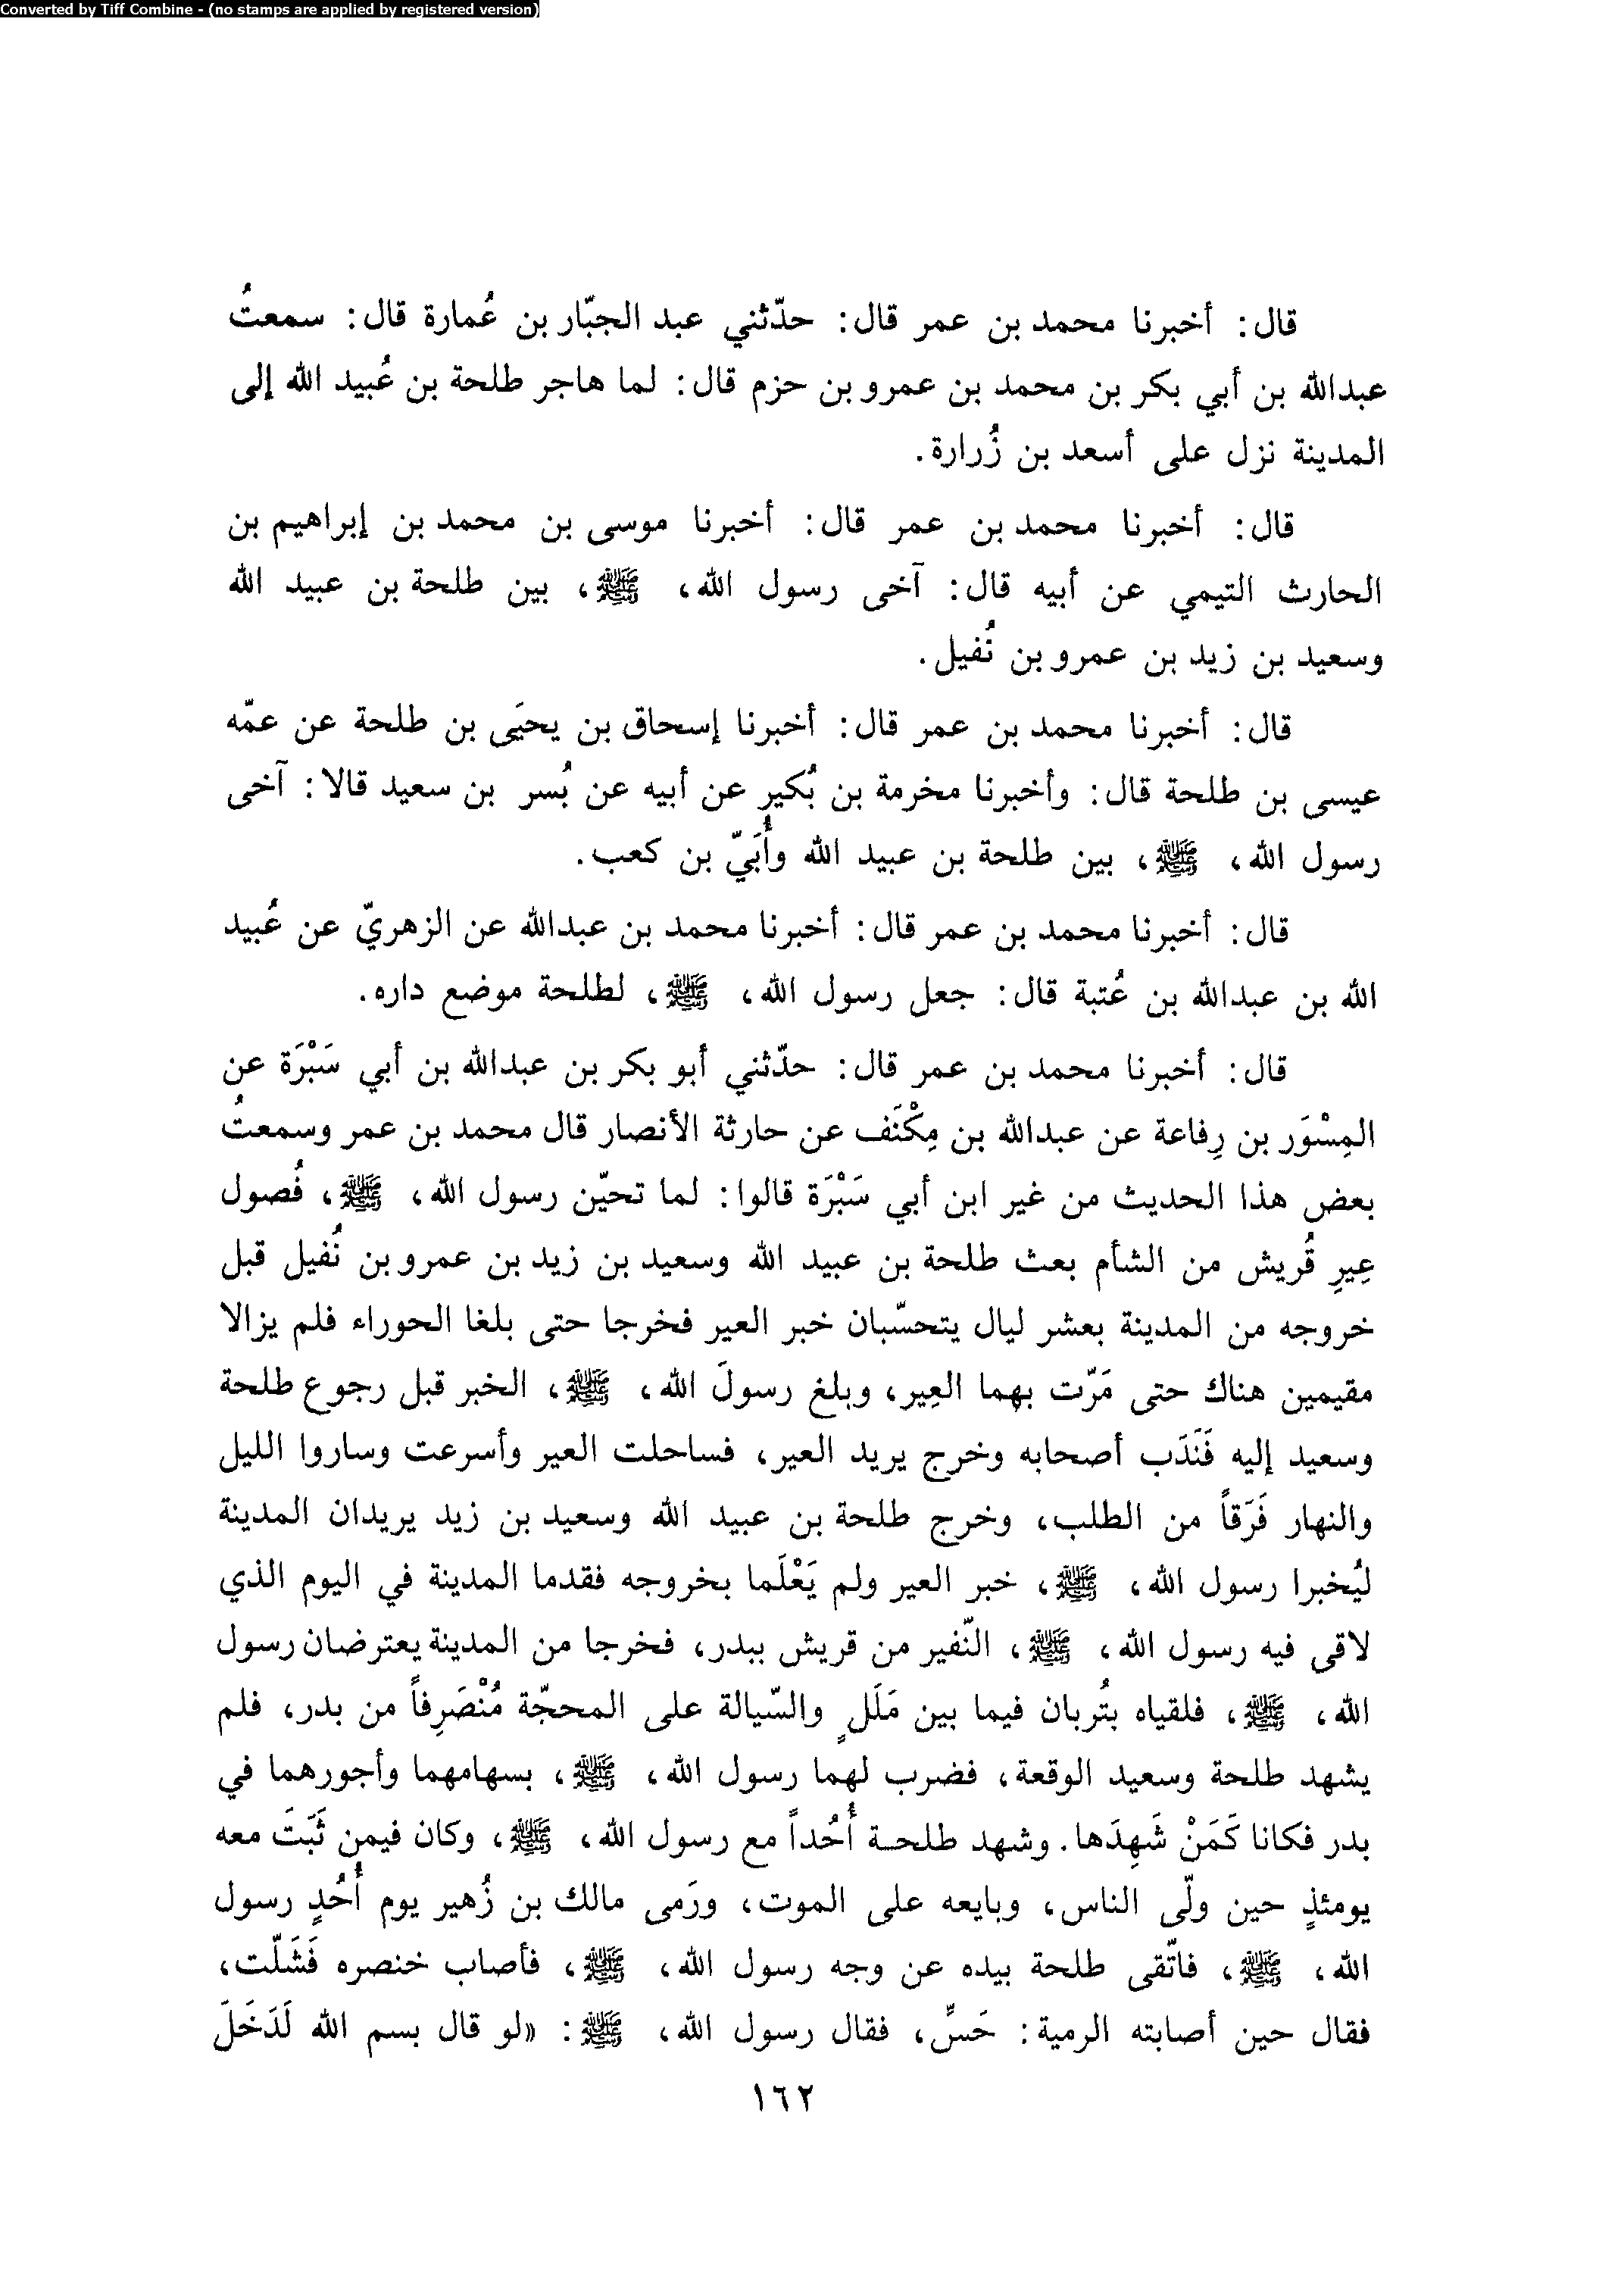 Converted by Tiff Combine - (no stamps are applied by registered version)
قال: أخبرنا محمد بن عمر قال: حدّثني عبد الجبّار بن عُمارة قال: سمعتُ
عبدالله بن أبي بكر بن محمد بن عمرو بن حزم قال: لما هاجر طلحة بن عُبيد الله إلى
المدينة نزل على أسعد بن زُرارة.
قال: أخبرنا محمد بن عمر قال: أخبرنا موسى بن محمد بن إبراهيم بن
الحارث التيمي عن أبيه قال: آخى رسول الله، ﷺ، بين طلحة بن عبيد الله
وسعيد بن زيد بن عمرو بن نُفيل.
قال: أخبرنا محمد بن عمر قال: أخبرنا إسحاق بن يحيَى بن طلحة عن عمّه
عيسى بن طلحة قال: وأخبرنا مخرمة بن بُكير عن أبيه عن بُسر بن سعيد قالا: آخى
رسول الله، ﷺ، بين طلحة بن عبيد الله وأُبَيّ بن كعب.
قال: أخبرنا محمد بن عمر قال: أخبرنا محمد بن عبدالله عن الزهريّ عن عُبيد
الله بن عبدالله بن عُتبة قال: جعل رسول الله، ﷺ، لطلحة موضع داره.
قال: أخبرنا محمد بن عمر قال: حدّثني أبو بكر بن عبدالله بن أبي سَبْرَة عن
المِسْوَر بن رِفاعة عن عبدالله بن مِكْنَف عن حارثة الأنصار قال محمد بن عمر وسمعتُ
بعض هذا الحديث من غير ابن أبي سَبْرَة قالوا: لما تحيّن رسول الله، ﷺ، فُصول
عِيرِ قُريش من الشأم بعث طلحة بن عبيد الله وسعيد بن زيد بن عمرو بن نُفيل قبل
خروجه من المدينة بعشر ليال يتحسّبان خبر العير فخرجا حتى بلغا الحوراء فلم يزالا
مقيمين هناك حتى مَرّت بهما العِير، وبلغ رسولَ الله، ﷺ، الخبر قبل رجوع طلحة
وسعيد إليه فَنَدَب أصحابه وخرج يريد العير، فساحلت العير وأسرعت وساروا الليل
والنهار فَرَقاً من الطلب، وخرج طلحة بن عبيد الله وسعيد بن زيد يريدان المدينة
ليُخبرا رسول الله، ﷺ، خبر العير ولم يَعْلَما بخروجه فقدما المدينة في اليوم الذي
لاقى فيه رسول الله، ﷺ، النّفير من قريش ببدر، فخرجا من المدينة يعترضان رسول
الله، ﷺ، فلقياه بتُربان فيما بين مَلَلٍ والسّيالة على المحجّة مُنْصَرِفاً من بدر، فلم
يشهد طلحة وسعيد الوقعة، فضرب لهما رسول الله، ﷺ، بسهامهما وأجورهما في
بدر فكانا كَمَنْ شَهِدَها. وشهد طلحة أُحُداً مع رسول الله، ﷺ، وكان فيمن ثَبَتَ معه
يومئذٍ حين ولّى الناس، وبايعه على الموت، ورَمى مالك بن زُهير يوم أُحُدٍ رسول
الله، ﷺ، فاتّقى طلحة بيده عن وجه رسول الله، ﷺ، فأصاب خنصره فَشَلّت،
فقال حين أصابته الرمية: حَسِّ، فقال رسول الله، ﷺ: «لو قال بسم الله لَدَخَلَ
١٦٢